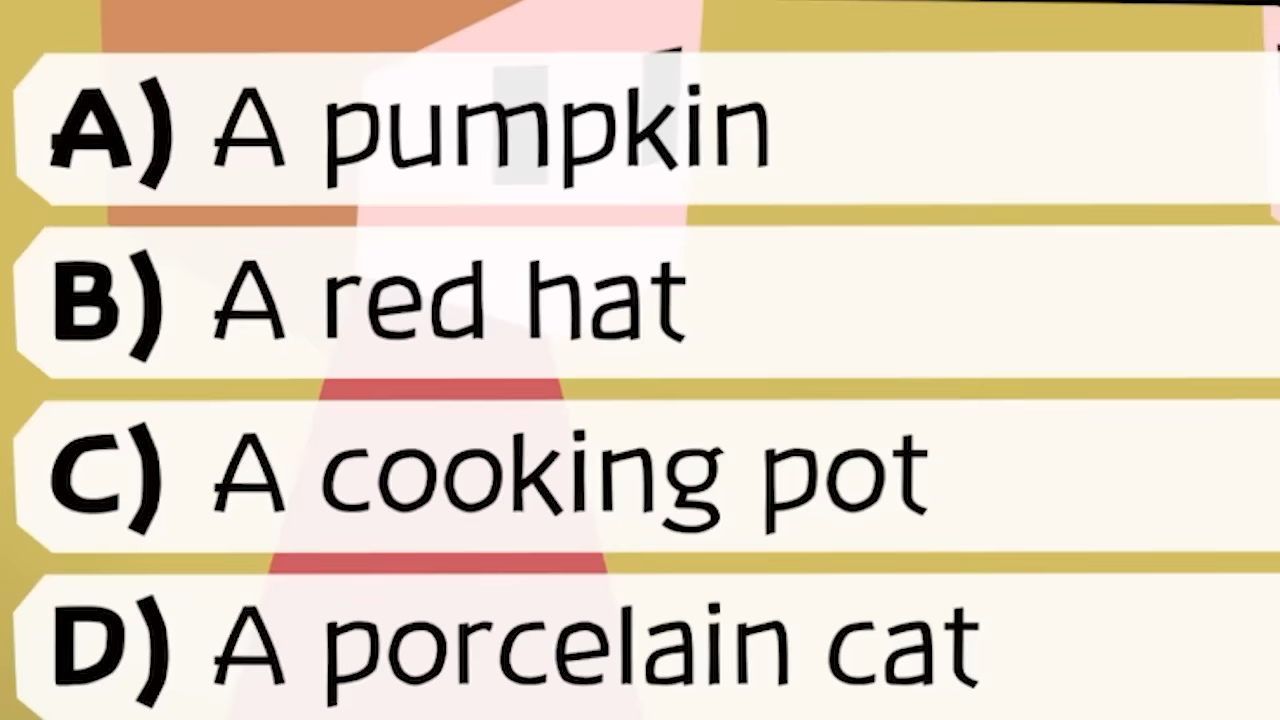 A) A pumpkin
B) A red hat
C) A cooking pot
D) A porcelain cat